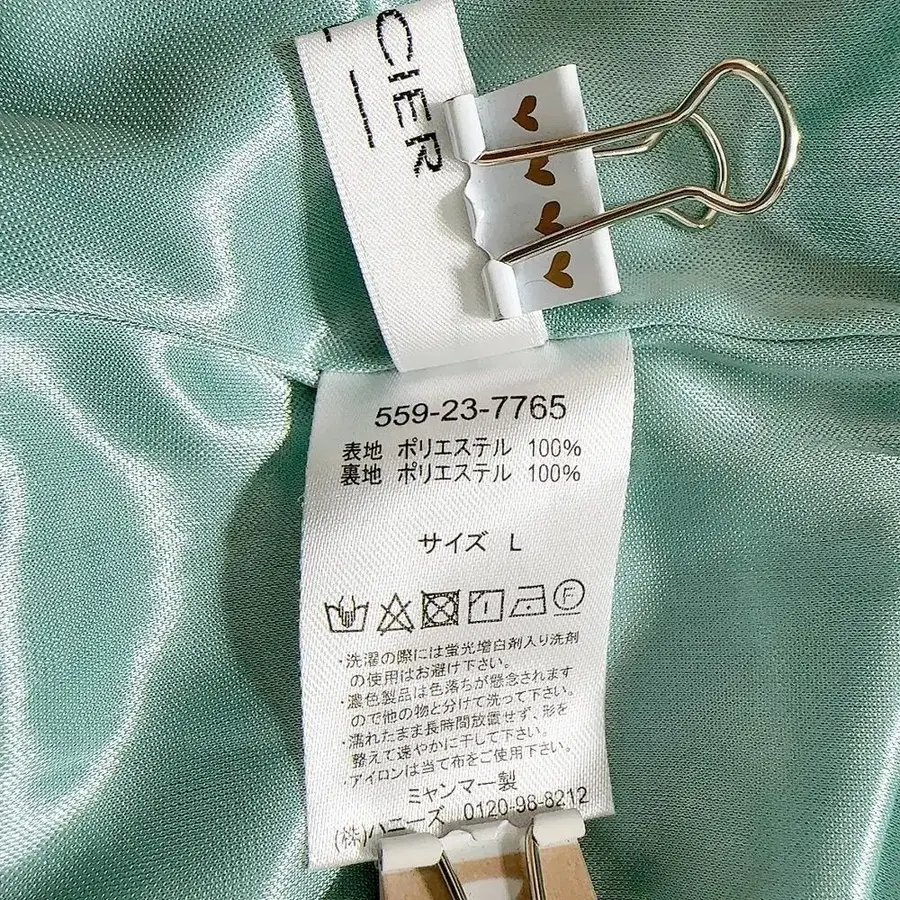 CIER
559-23-7765
表地 ポリエステル 100%
裏地 ポリエステル 100%
サイズ L
F
・洗濯の際には蛍光増白剤入り洗剤
の使用はお避け下さい。
・濃色製品は色落ちが懸念されます
ので他の物と分けて洗って下さい。
・濡れたまま長時間放置せず、形を
整えて速やかに干して下さい。
・アイロンは当て布をご使用下さい。
ミャンマー製
(株)ハニーズ 0120-98-8212